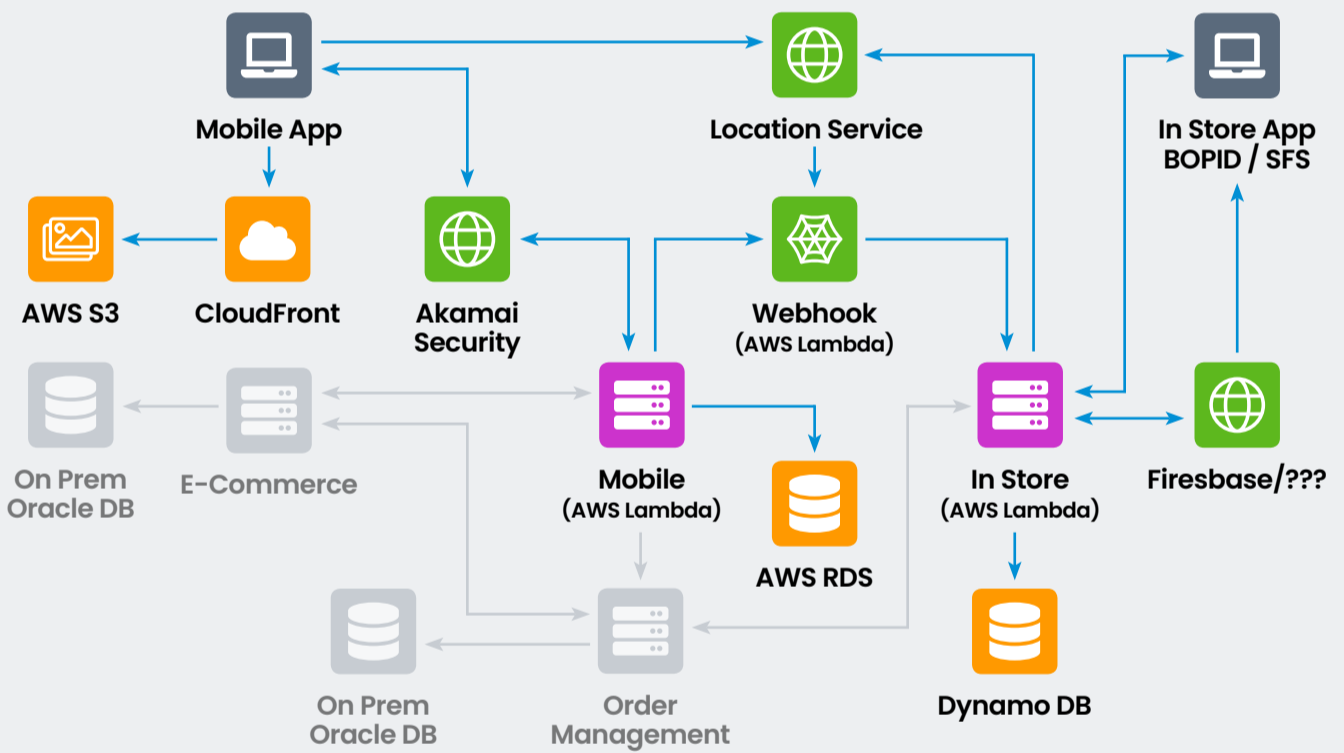 Mobile App
Location Service
In Store App
BOPID / SFS
AWS S3
CloudFront
Akamai
Security
Webhook
(AWS Lambda)
On Prem
Oracle DB
E-Commerce
Mobile
(AWS Lambda)
In Store
(AWS Lambda)
Firesbase/???
AWS RDS
On Prem
Oracle DB
Order
Management
Dynamo DB